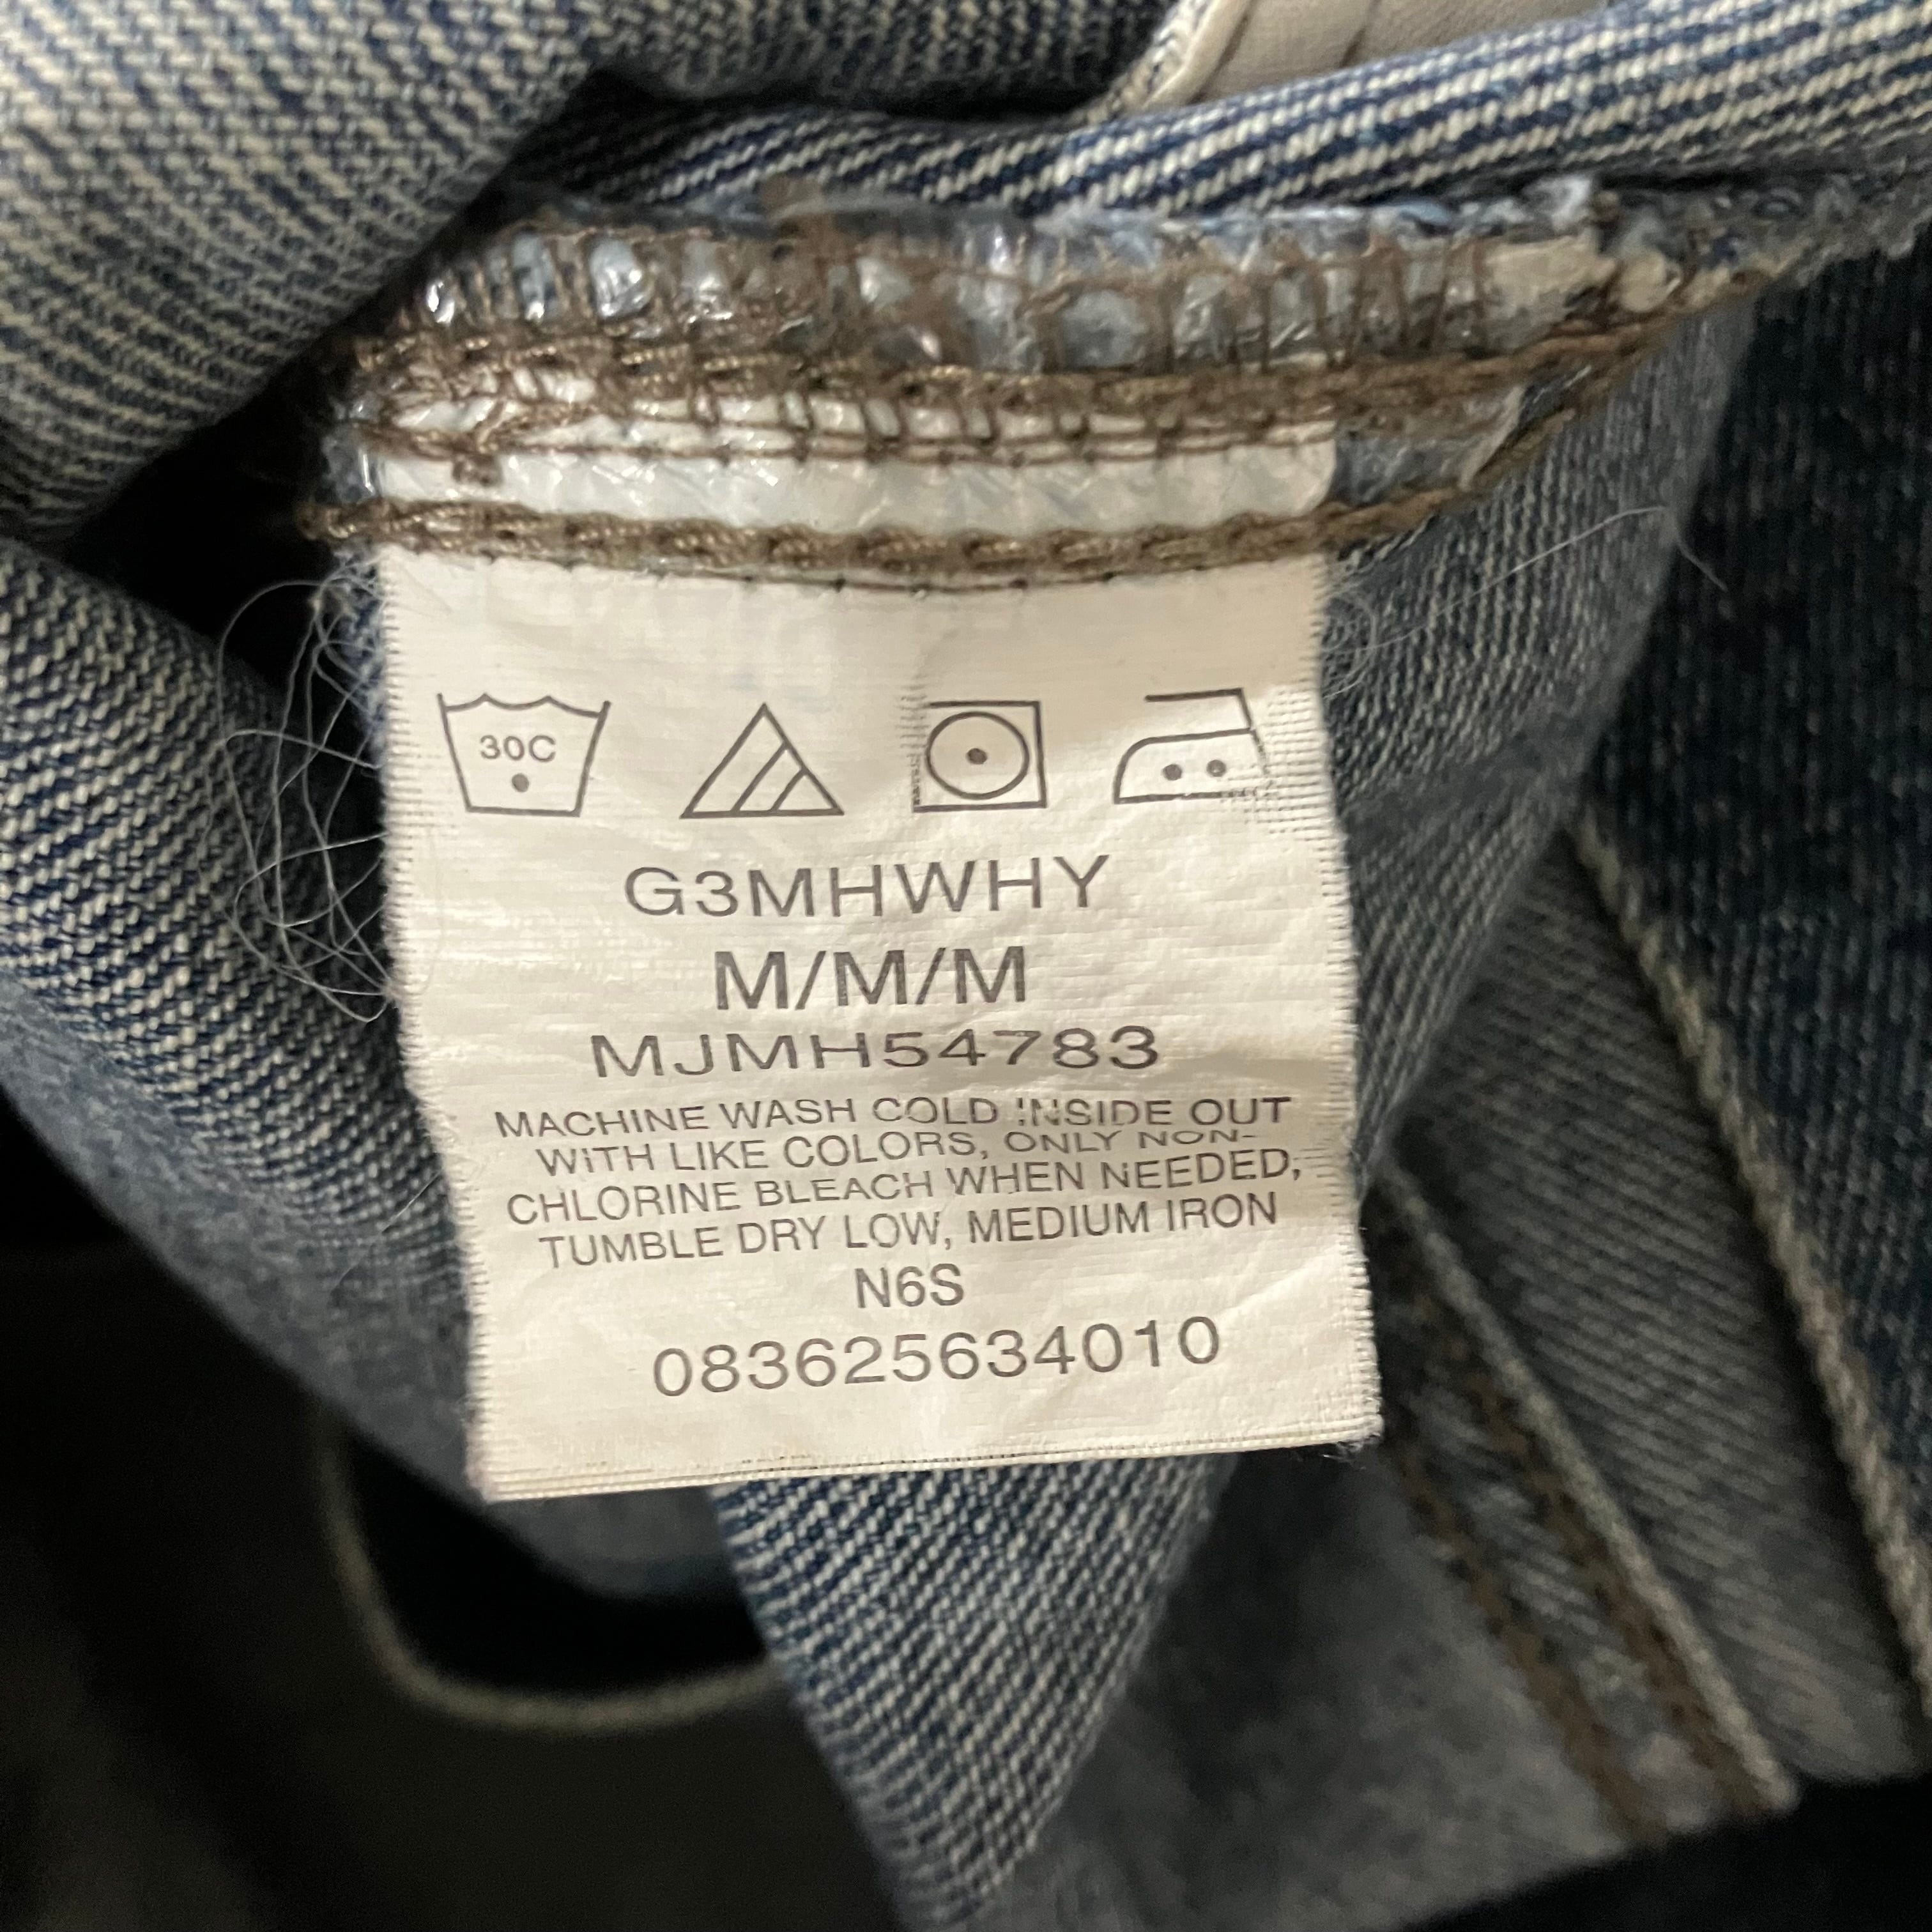 30C
G3MHWHY
M/M/M
MJMH54783
MACHINE WASH COLD INSIDE OUT
WITH LIKE COLORS, ONLY NON-
CHLORINE BLEACH WHEN NEEDED,
TUMBLE DRY LOW, MEDIUM IRON
N6S
083625634010